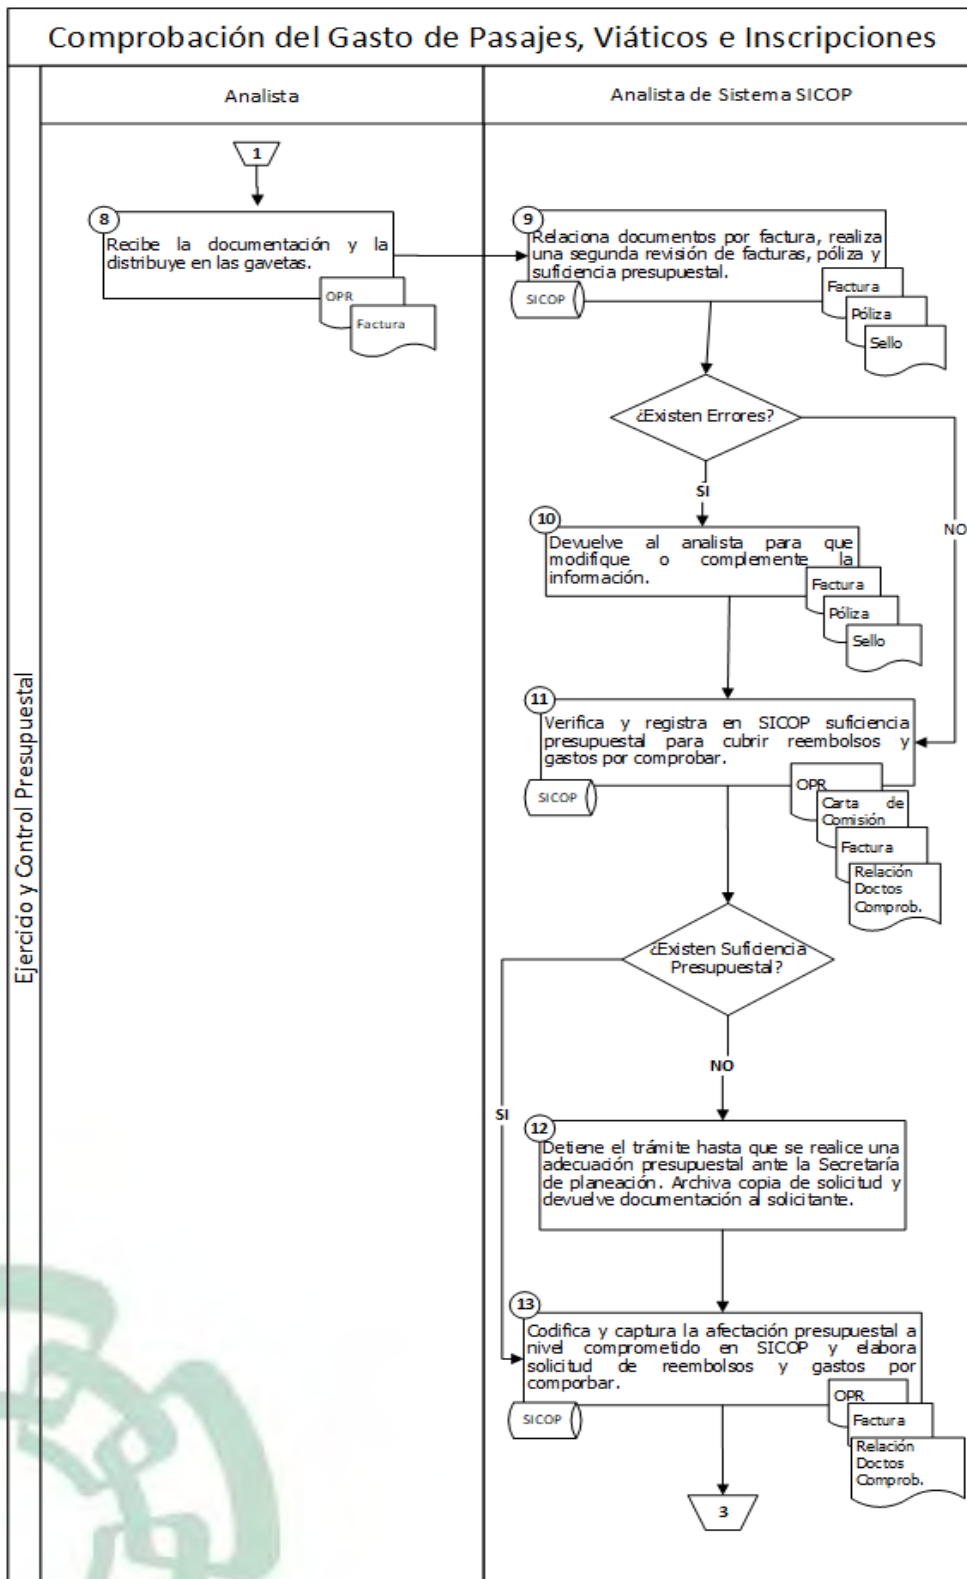 Comprobación del Gasto de Pasajes, Viáticos e Inscripciones
Analista
Analista de Sistema SICOP
Ejercicio y Control Presupuestal
1
8
Recibe la documentación y la
distribuye en las gavetas.
OPR
Factura
9
Relaciona documentos por factura, realiza
una segunda revisión de facturas, póliza y
suficiencia presupuestal.
SICOP
Factura
Póliza
Sello
¿Existen Errores?
SI
NO
10
Devuelve al analista para que
modifique o complemente la
información.
Factura
Póliza
Sello
11
Verifica y registra en SICOP suficiencia
presupuestal para cubrir reembolsos y
gastos por comprobar.
SICOP
OPR
Carta de
Comisión
Factura
Relación
Doctos
Comprob.
¿Existen Suficiencia
Presupuestal?
NO
SI
12
Detiene el trámite hasta que se realice una
adecuación presupuestal ante la Secretaría
de planeación. Archiva copia de solicitud y
devuelve documentación al solicitante.
13
Codifica y captura la afectación presupuestal a
nivel comprometido en SICOP y elabora
solicitud de reembolsos y gastos por
comporbar.
SICOP
OPR
Factura
Relación
Doctos
Comprob.
3